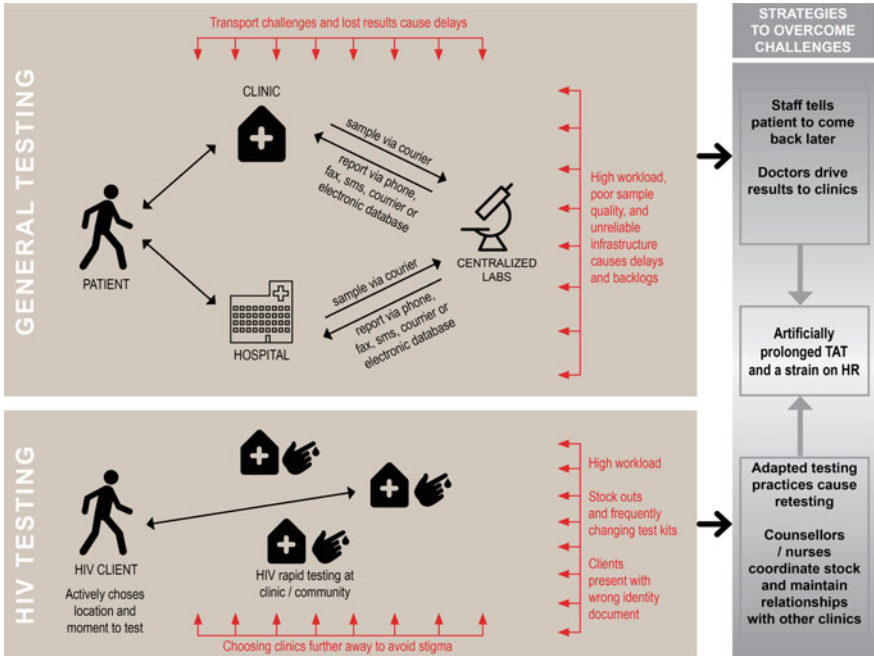 GENERAL TESTING
Transport challenges and lost results cause delays
CLINIC
sample via courier
report via phone,
fax, sms, courrier or
electronic database
PATIENT
CENTRALIZED
LABS
sample via courier
report via phone,
fax, sms, courrier or
electronic database
HOSPITAL
High workload,
poor sample
quality, and
unreliable
infrastructure
causes delays
and backlogs
HIV TESTING
HIV CLIENT
Actively choses
location and
moment to test
HIV rapid testing at
clinic / community
High workload
Stock outs
and frequently
changing test kits
Clients
present with
wrong identity
document
Choosing clinics further away to avoid stigma
STRATEGIES
TO OVERCOME
CHALLENGES
Staff tells
patient to come
back later
Doctors drive
results to clinics
Artificially
prolonged TAT
and a strain on HR
Adapted testing
practices cause
retesting
Counsellors
/ nurses
coordinate stock
and maintain
relationships
with other clinics